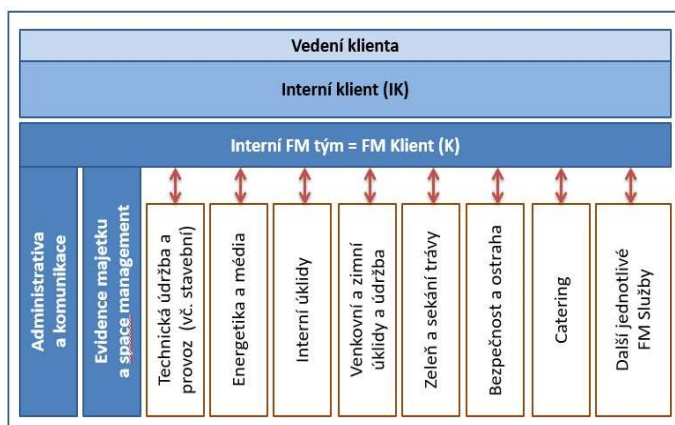 Vedení klienta
Interní klient (IK)
Interní FM tým = FM Klient (K)
Administrativa
a komunikace
Evidence majetku
a space management
Technická údržba a
provoz  (vč. stavební)
Energetika a média
Interní úklidy
Venkovní a zimní
úklidy a údržba
Zeleň a sekání trávy
Bezpečnost a ostraha
Catering
Další jednotlivé
FM Služby